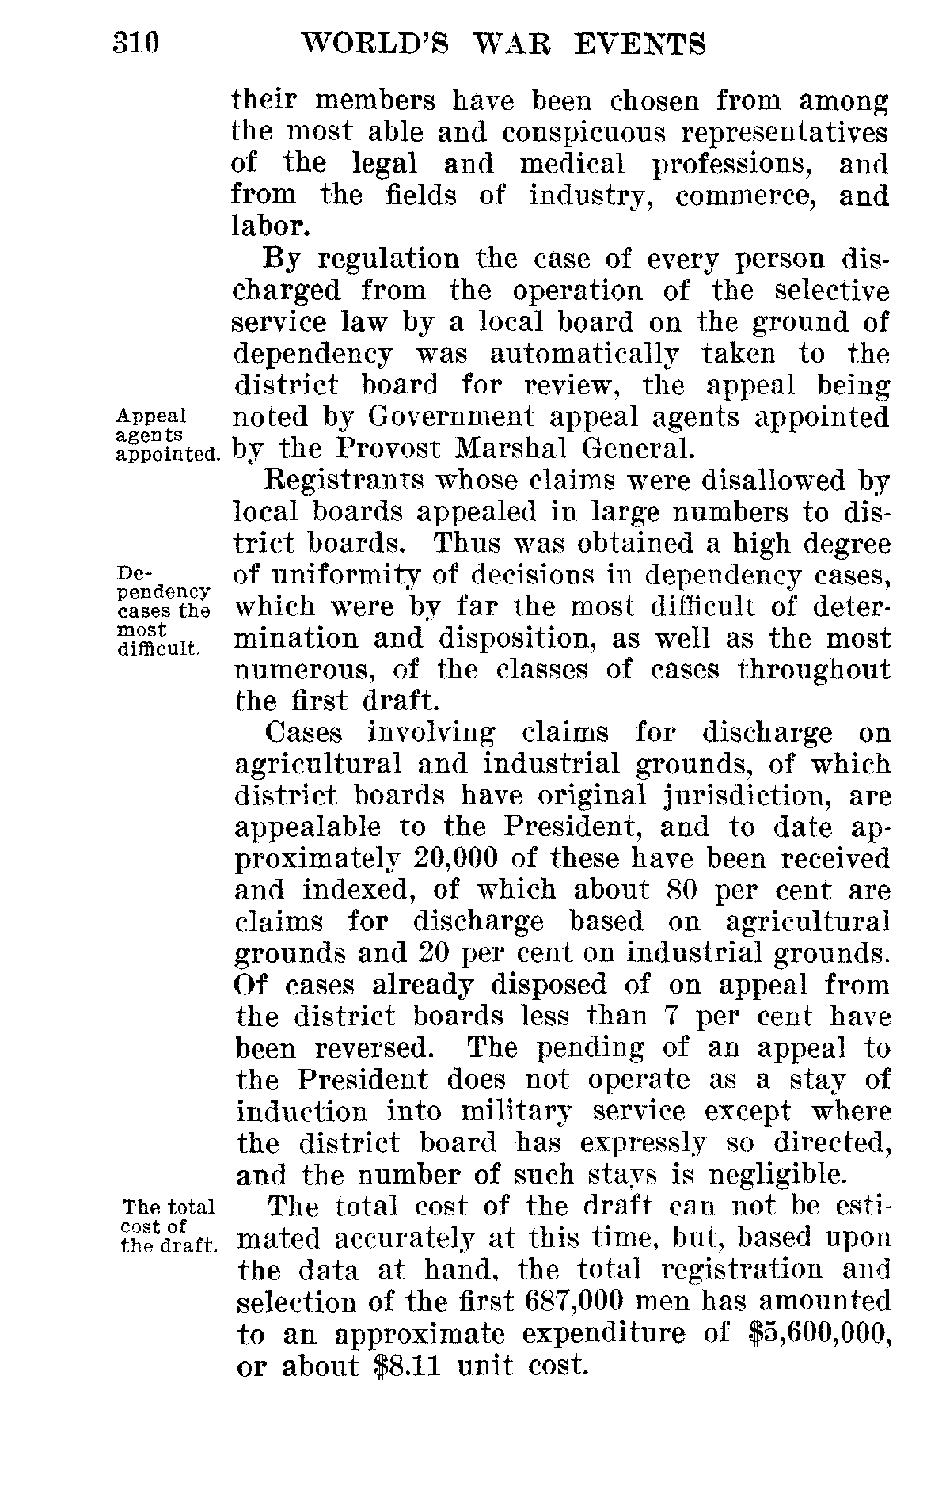 310 WORLD'S WAR EVENTS
their members have been chosen from among
the most able and conspicuous representatives
of the legal and medical professions, and
from the fields of industry, commerce, and
labor.
By regulation the case of every person dis-
charged from the operation of the selective
service law by a local board on the ground of
dependency was automatically taken to the
district board for review, the appeal being
Appeal
agents
appointed.
noted by Government appeal agents appointed
by the Provost Marshal General.
Registrants whose claims were disallowed by
local boards appealed in large numbers to dis-
trict boards. Thus was obtained a high degree
De-
pendency
cases the
most
difficult.
of uniformity of decisions in dependency cases,
which were by far the most difficult of deter-
mination and disposition, as well as the most
numerous, of the classes of cases throughout
the first draft.
Cases involving claims for discharge on
agricultural and industrial grounds, of which
district boards have original jurisdiction, are
appealable to the President, and to date ap-
proximately 20,000 of these have been received
and indexed, of which about 80 per cent are
claims for discharge based on agricultural
grounds and 20 per cent on industrial grounds.
Of cases already disposed of on appeal from
the district boards less than 7 per cent have
been reversed. The pending of an appeal to
the President does not operate as a stay of
induction into military service except where
the district board has expressly so directed,
and the number of such stays is negligible.
The total
cost of
the draft.
The total cost of the draft can not be esti-
mated accurately at this time, but, based upon
the data at hand, the total registration and
selection of the first 687,000 men has amounted
to an approximate expenditure of $5,600,000,
or about $8.11 unit cost.